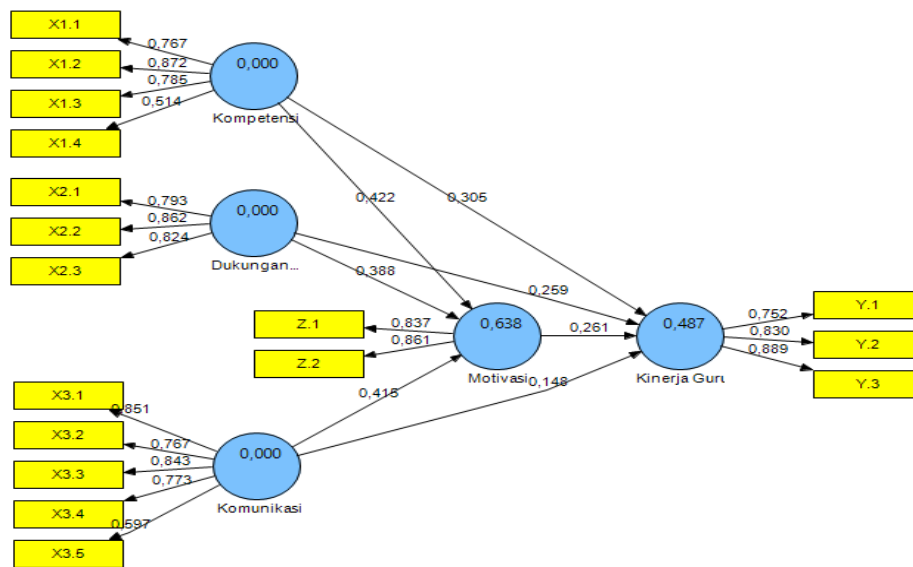 X1.1
0,767
X1.2
0,872
X1.3
0,785
X1.4
0,514
0,000
Kompetensi
0,422
0,305
X2.1
0,793
X2.2
0,862
X2.3
0,824
0,000
Dukungan...
0,388
0,259
Z.1
0,837
Z.2
0,861
0,638
Motivasi
0,261
0,487
Kinerja Guru
0,752
Y.1
0,830
Y.2
0,889
Y.3
X3.1
0,851
X3.2
0,767
X3.3
0,843
X3.4
0,773
X3.5
0,597
0,000
Komunikasi
0,415
0,148